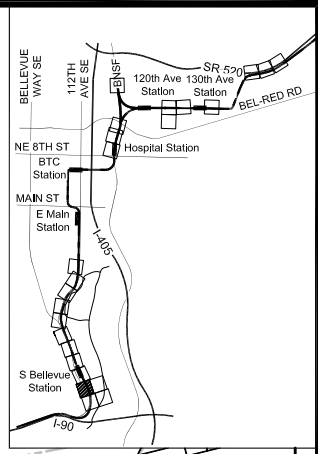 SR 520
BNSF
120th Ave
Station
130th Ave
Station
BELLEVUE
WAY SE
112TH
AVE SE
BEL-RED RD
NE 8TH ST
Hospital Station
BTC
Station
MAIN ST
E Main
Station
I-405
S Bellevue
Station
I-90